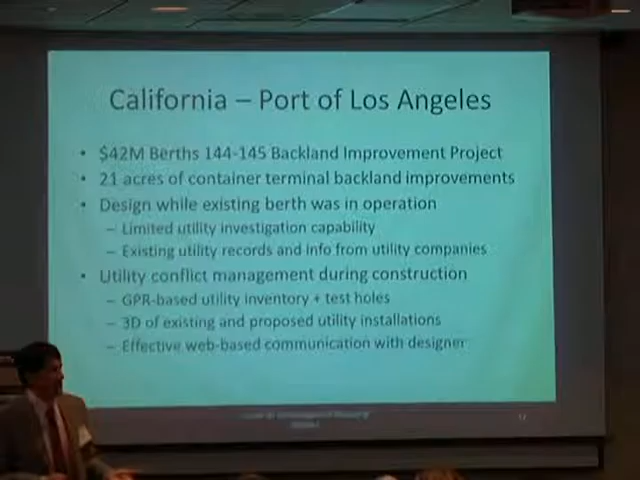 California – Port of Los Angeles
• $42M Berths 144-145 Backland Improvement Project
• 21 acres of container terminal backland improvements
• Design while existing berth was in operation
– Limited utility investigation capability
– Existing utility records and info from utility companies
• Utility conflict management during construction
– GPR-based utility inventory + test holes
– 3D of existing and proposed utility installations
– Effective web-based communication with designer